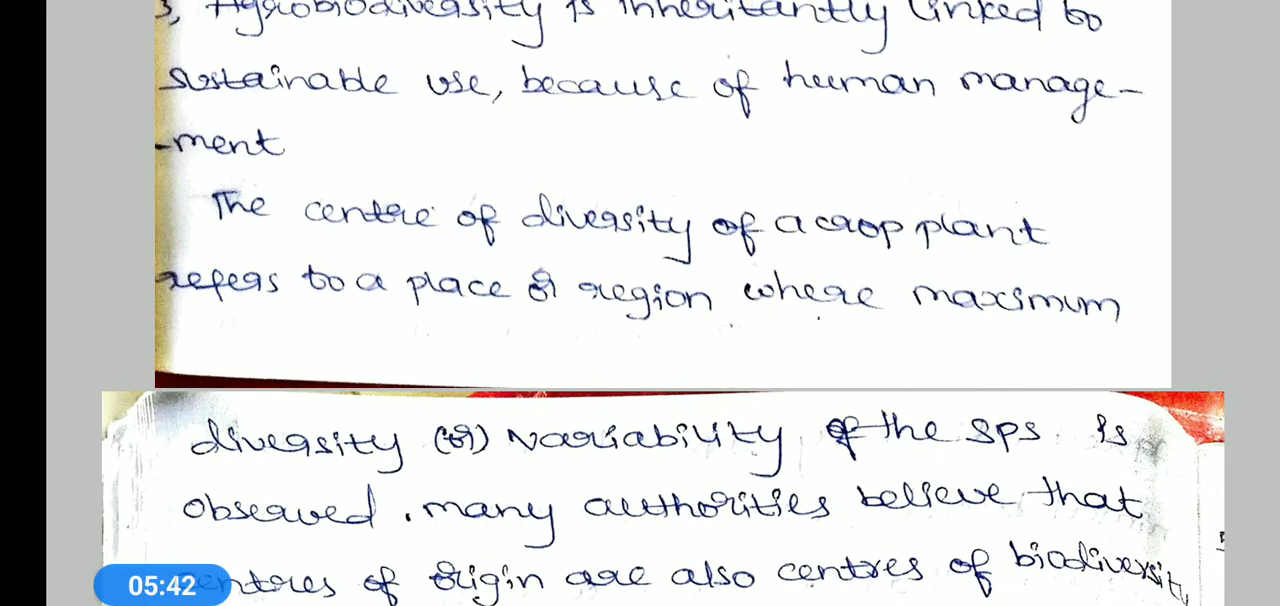 3, Agrobiodiversity is inheritantly linked to
sustainable use, because of human manage-
-ment
The centre of diversity of a crop plant
refers to a place or region where maximum
diversity (or) variability of the sps is
observed. many authorities believe that
centres of origin are also centres of biodiversity
05:42